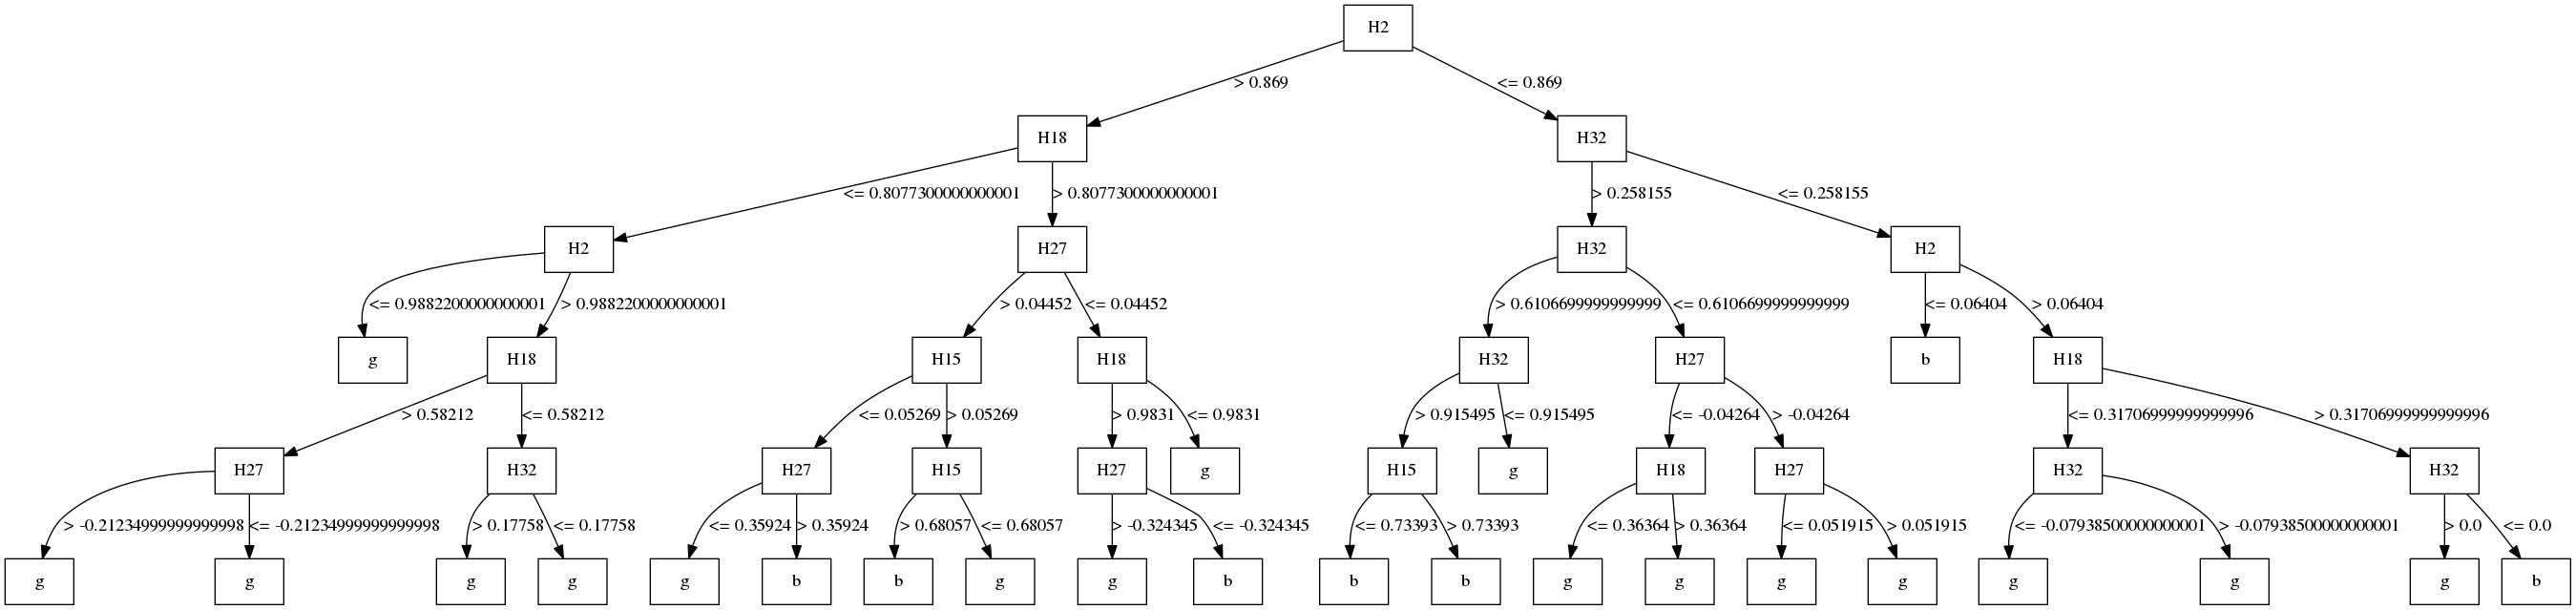 H2
> 0.869
<= 0.869
H18
H32
<= 0.8077300000000001
> 0.8077300000000001
> 0.258155
<= 0.258155
H2
H27
H32
H2
<= 0.9882200000000001
> 0.9882200000000001
> 0.04452
<= 0.04452
> 0.6106699999999999
<= 0.6106699999999999
<= 0.06404
> 0.06404
g
H18
H15
H18
H32
H27
b
H18
> 0.58212
<= 0.58212
<= 0.05269
> 0.05269
> 0.9831
<= 0.9831
> 0.915495
<= 0.915495
<= -0.04264
> -0.04264
<= 0.31706999999999996
> 0.31706999999999996
H27
H32
H27
H15
H27
g
H15
g
H18
H27
H32
H32
> -0.21234999999999998
<= -0.21234999999999998
> 0.17758
<= 0.17758
<= 0.35924
> 0.35924
> 0.68057
<= 0.68057
> -0.324345
<= -0.324345
<= 0.73393
> 0.73393
<= 0.36364
> 0.36364
<= 0.051915
> 0.051915
<= -0.07938500000000001
> -0.07938500000000001
> 0.0
<= 0.0
g
g
g
g
g
b
b
g
g
b
b
b
g
g
g
g
g
g
g
b